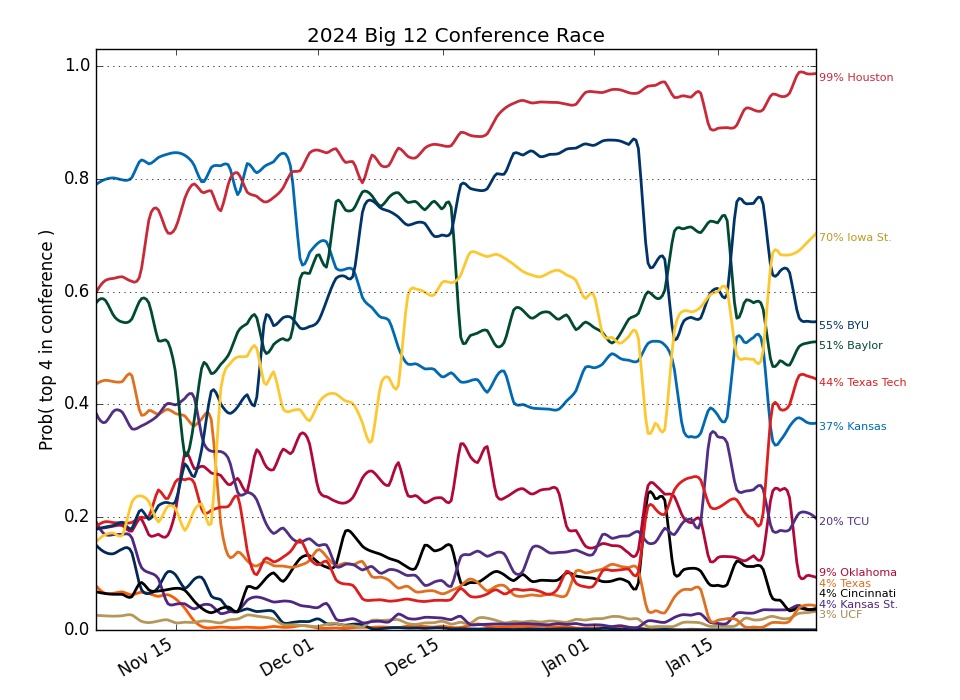 2024 Big 12 Conference Race
Prob( top 4 in conference )
1.0
0.8
0.6
0.4
0.2
0.0
Nov 15
Dec 01
Dec 15
Jan 01
Jan 15
99% Houston
70% Iowa St.
55% BYU
51% Baylor
44% Texas Tech
37% Kansas
20% TCU
9% Oklahoma
4% Texas
4% Cincinnati
4% Kansas St.
3% UCF